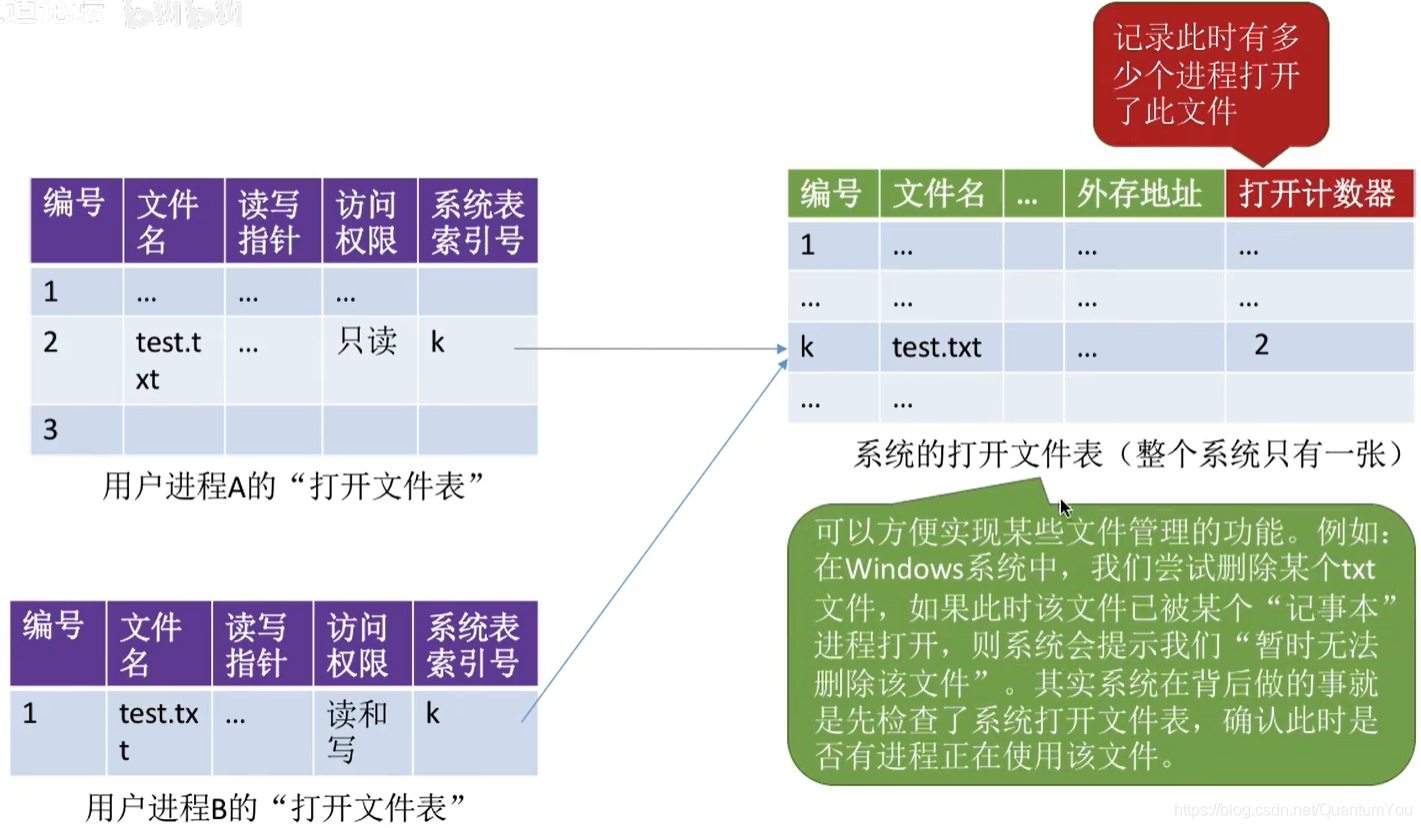 bilibili
记录此时有多
少个进程打开
了此文件
编号 文件名 读写指针 访问权限 系统表索引号
1 ... ... ...
2 test.txt ... 只读 k
3
用户进程A的“打开文件表”
编号 文件名 ... 外存地址 打开计数器
1 ... ... ...
... ... ... ...
k test.txt ... 2
... ...
系统的打开文件表（整个系统只有一张）
可以方便实现某些文件管理的功能。例如：
在Windows系统中，我们尝试删除某个txt
文件，如果此时该文件已被某个“记事本”
进程打开，则系统会提示我们“暂时无法
删除该文件”。其实系统在背后做的事就
是先检查了系统打开文件表，确认此时是
否有进程正在使用该文件。
编号 文件名 读写指针 访问权限 系统表索引号
1 test.txt ... 读和写 k
用户进程B的“打开文件表”
https://blog.csdn.net/QuantumYou